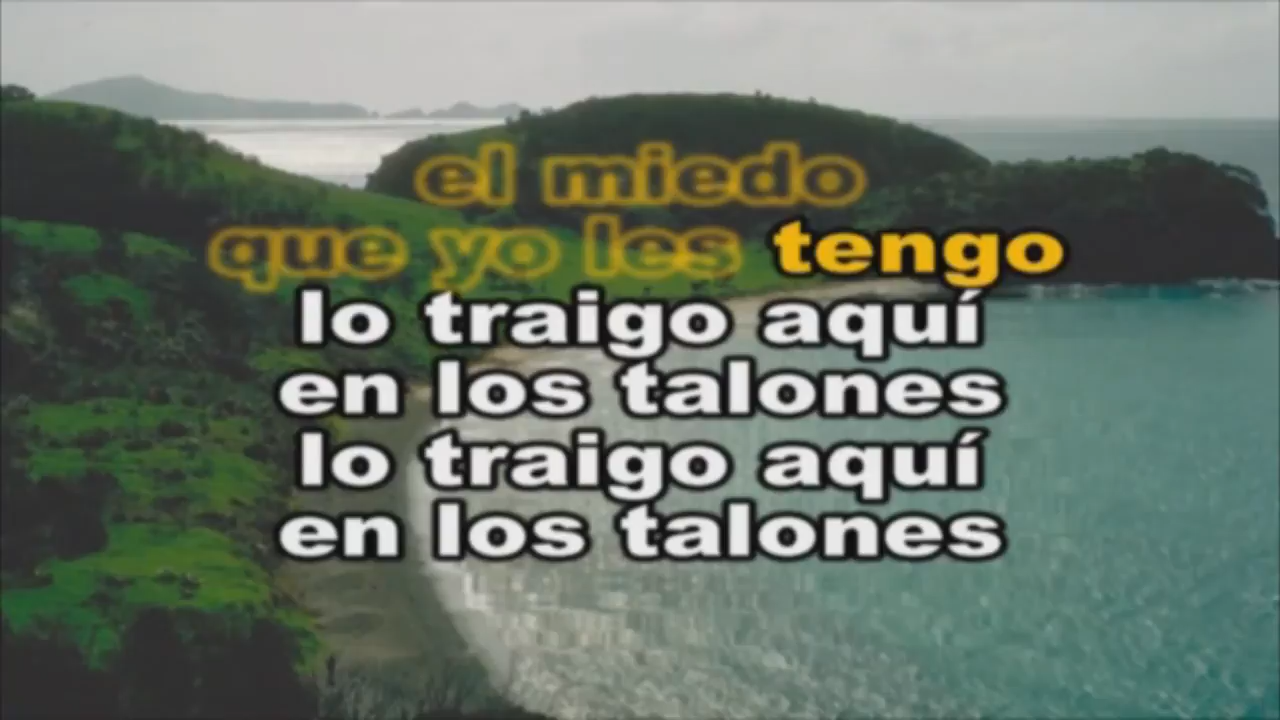 el miedo
que yo les tengo
lo traigo aquí
en los talones
lo traigo aquí
en los talones